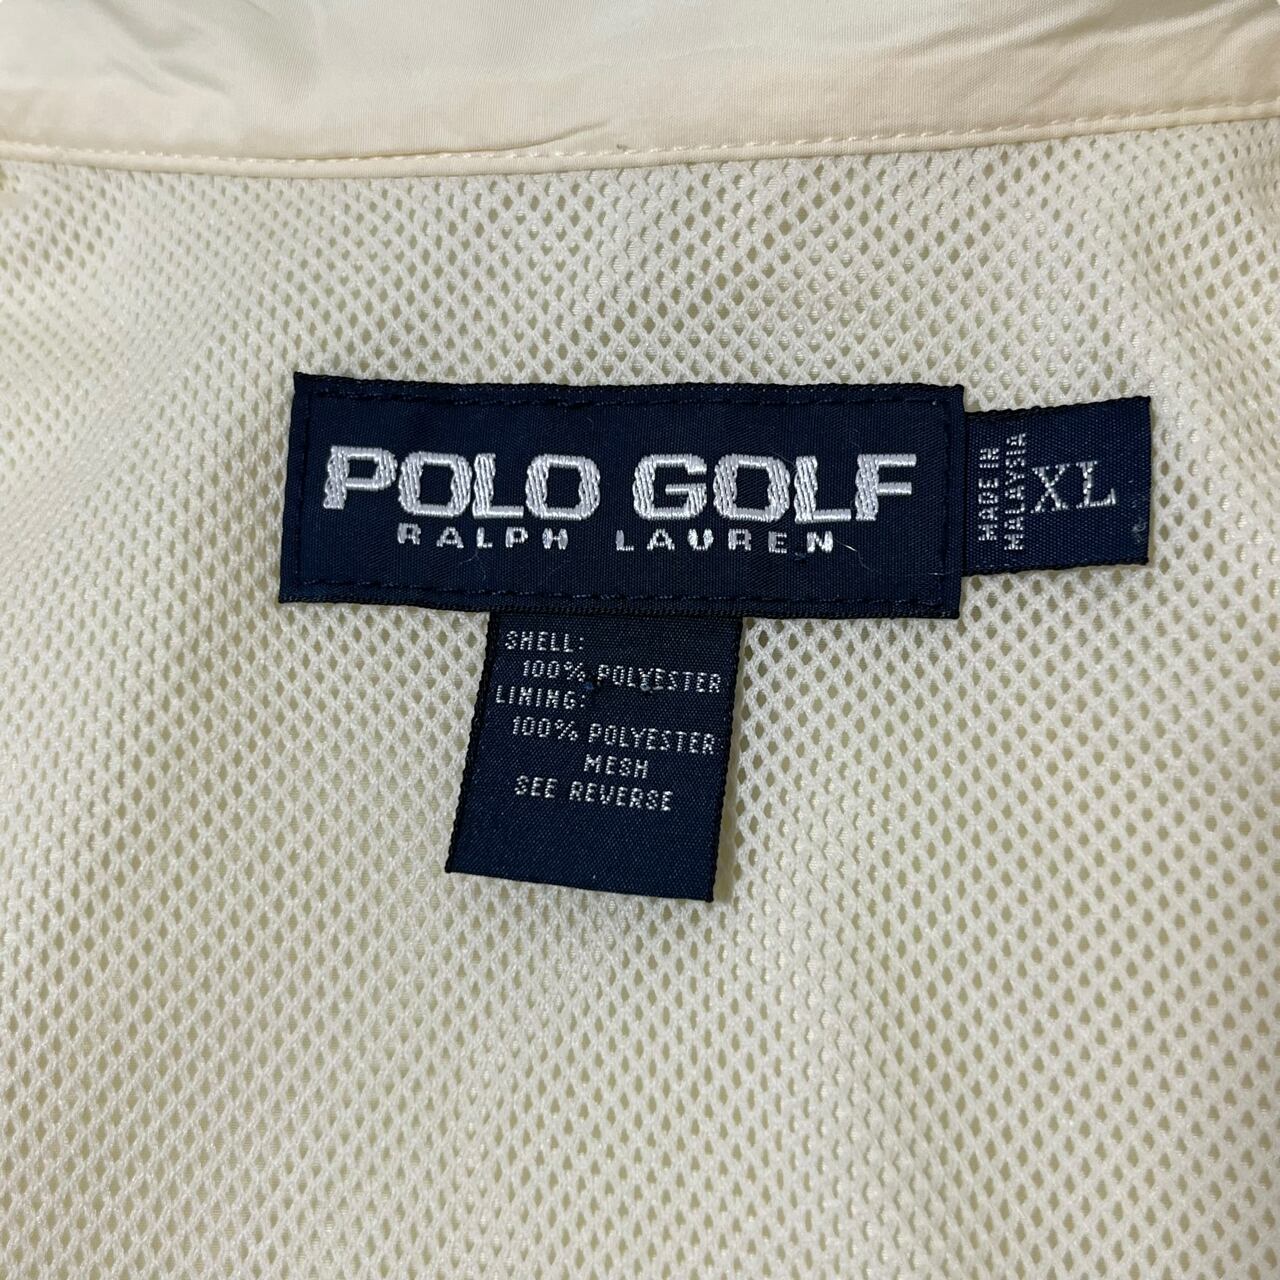 POLO GOLF
RALPH LAUREN
MADE IN
MALAYSIA
XL
SHELL:
100% POLYESTER
LINING:
100% POLYESTER
MESH
SEE REVERSE